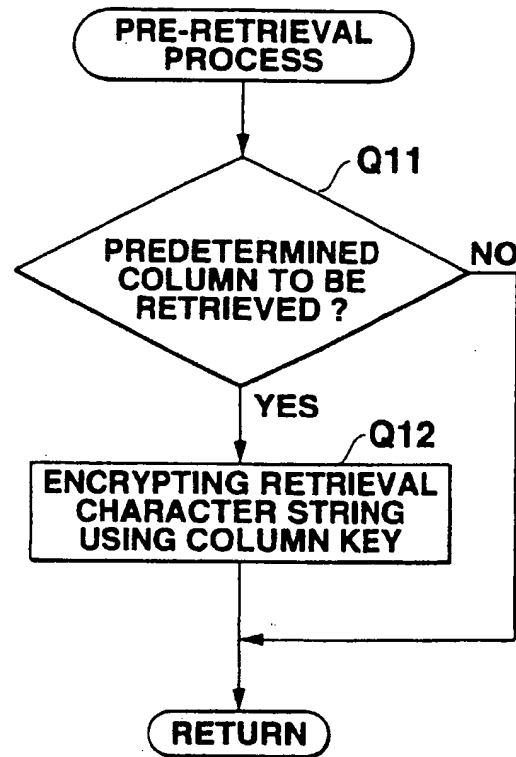 PRE-RETRIEVAL
PROCESS
Q11
PREDETERMINED
COLUMN TO BE
RETRIEVED ?
NO
YES
Q12
ENCRYPTING RETRIEVAL
CHARACTER STRING
USING COLUMN KEY
RETURN